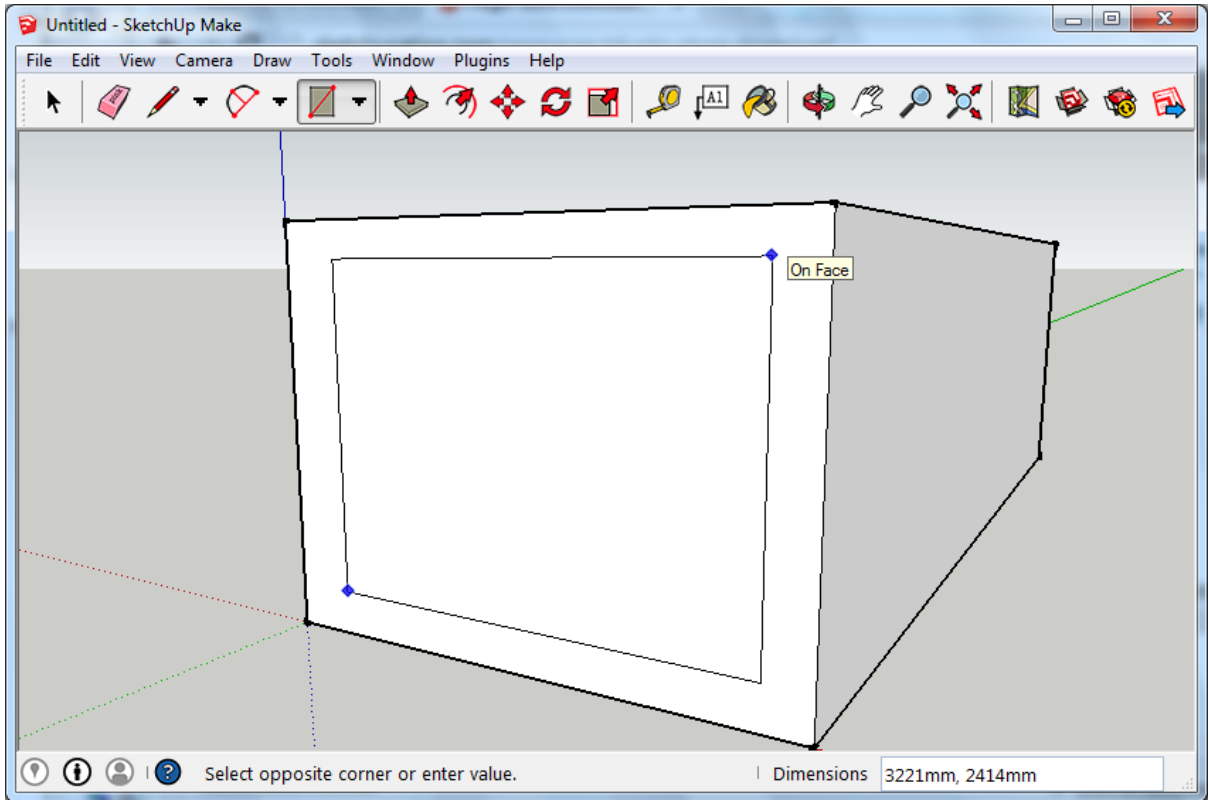 Untitled - SketchUp Make
File Edit View Camera Draw Tools Window Plugins Help
A1
On Face
Select opposite corner or enter value.
Dimensions 3221mm, 2414mm